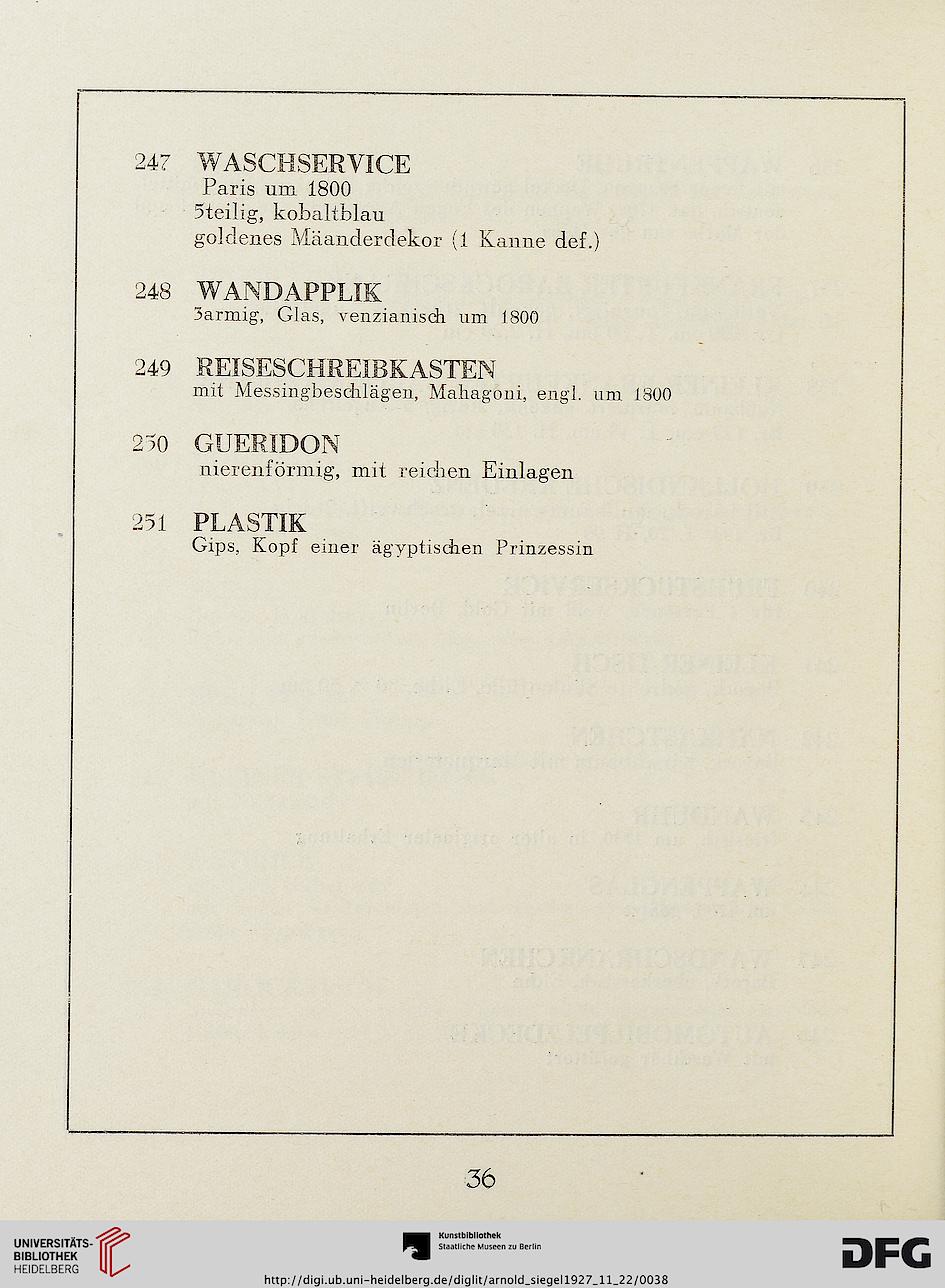 247 WASCHSERVICE
Paris um 1800
5teilig, kobaltblau
goldenes Mäanderdekor (1 Kanne def.)
248 WANDAPPLIK
3armig, Glas, venzianisch um 1800
249 REISESCHREIBKASTEN
mit Messingbeschlägen, Mahagoni, engl. um 1800
250 GUERIDON
nierenförmig, mit reichen Einlagen
251 PLASTIK
Gips, Kopf einer ägyptischen Prinzessin
36
UNIVERSITÄTS-
BIBLIOTHEK
HEIDELBERG
Kunstbibliothek
Staatliche Museen zu Berlin
DFG
http://digi.ub.uni-heidelberg.de/diglit/arnold_siegel1927_11_22/0038